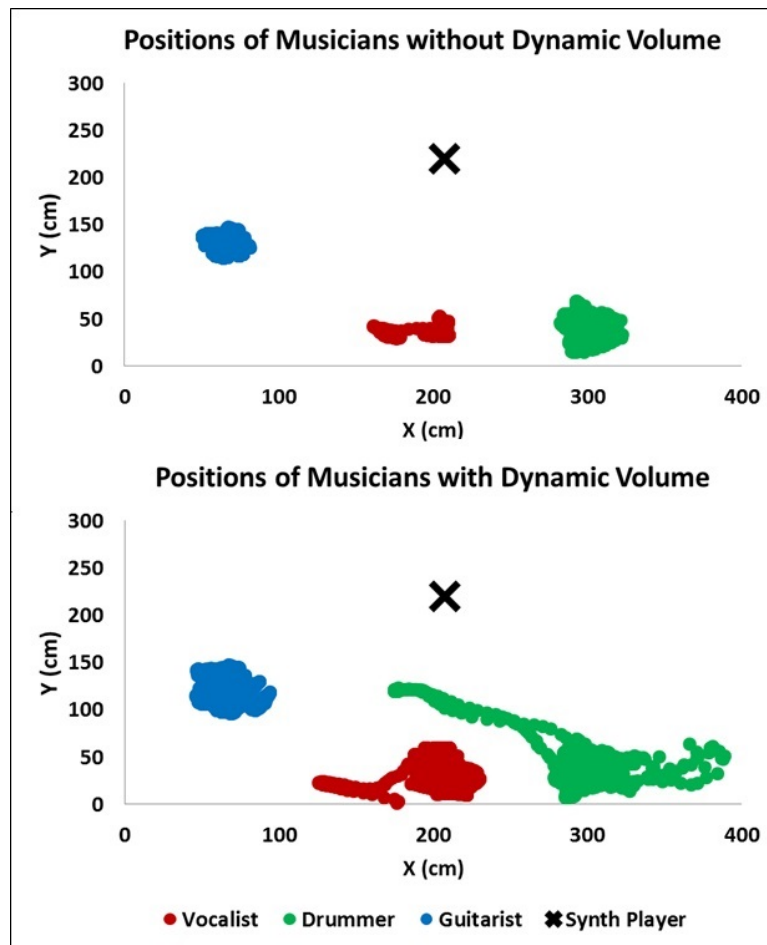 Positions of Musicians without Dynamic Volume
300
250
200
150
100
50
0
Y (cm)
0 100 200 300 400
X (cm)
Positions of Musicians with Dynamic Volume
300
250
200
150
100
50
0
Y (cm)
0 100 200 300 400
X (cm)
Vocalist Drummer Guitarist Synth Player